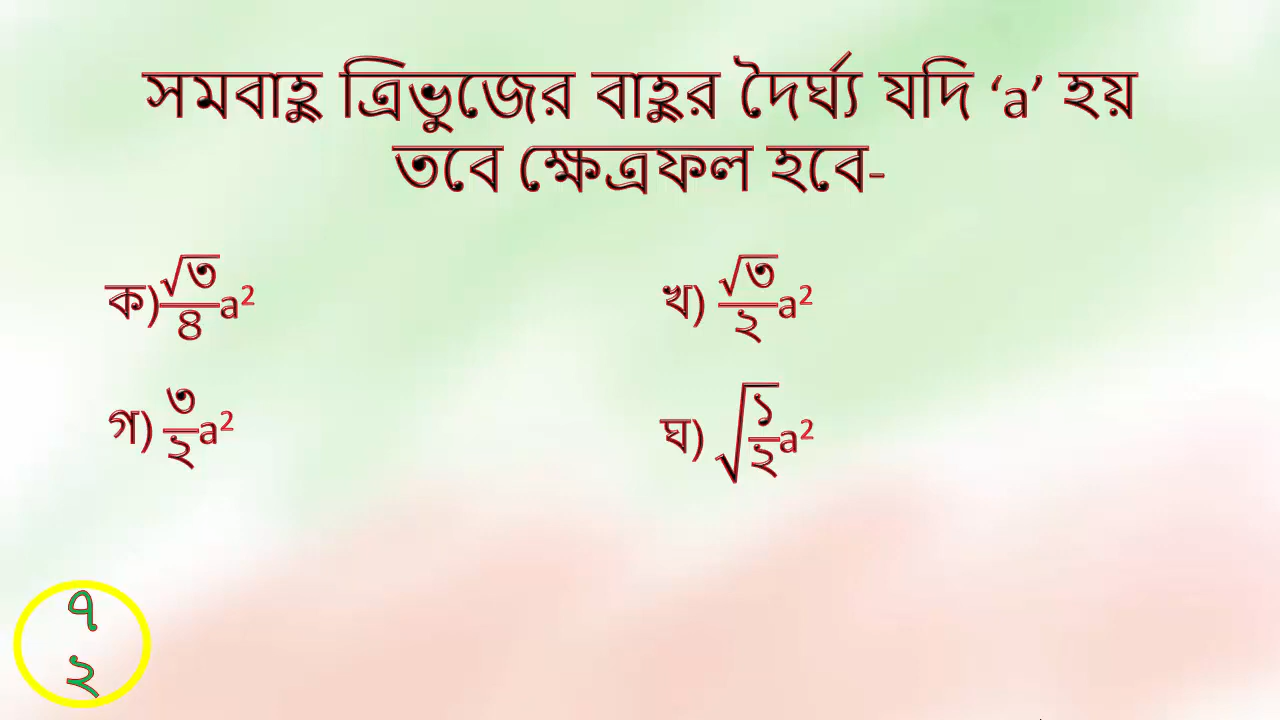 সমবাহু ত্রিভুজের বাহুর দৈর্ঘ্য যদি ‘a’ হয়
তবে ক্ষেত্রফল হবে-
ক) √৩/৪ a² খ) √৩/২ a²
গ) ৩/২ a² ঘ) √(১/২) a²
৭
২